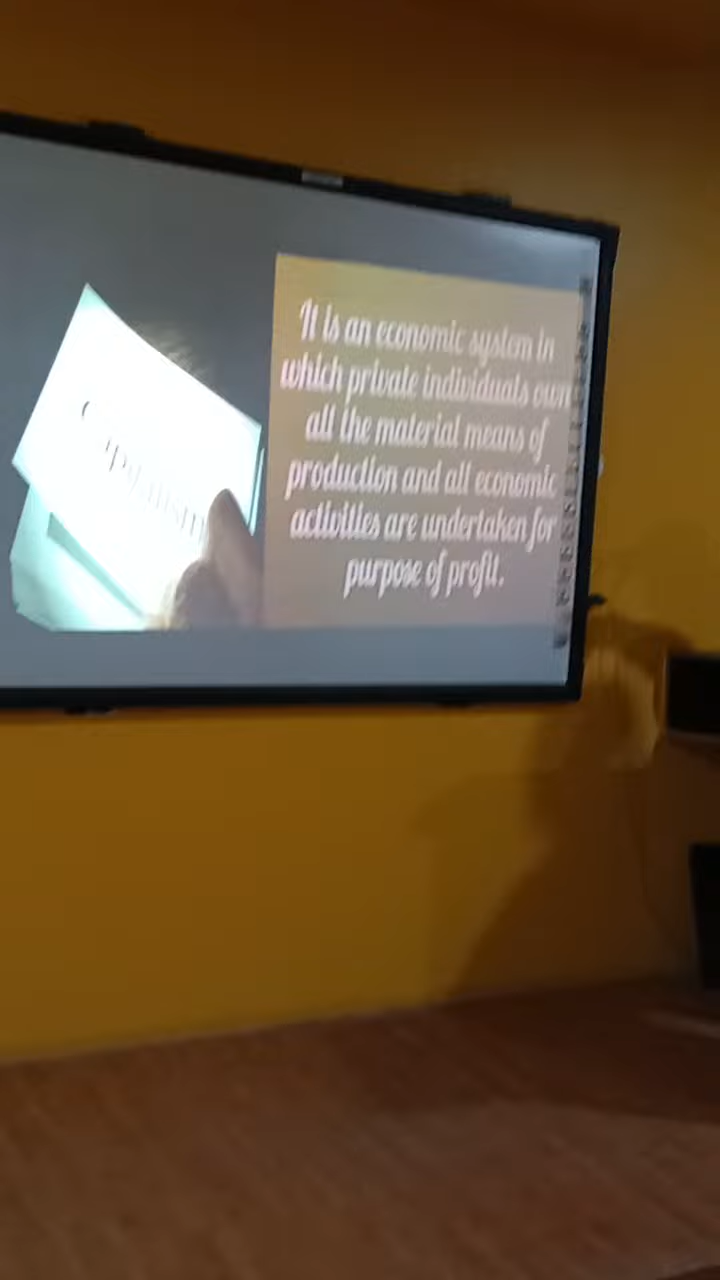 Capitalism
It is an economic system in
which private individuals own
all the material means of
production and all economic
activities are undertaken for
purpose of profit.